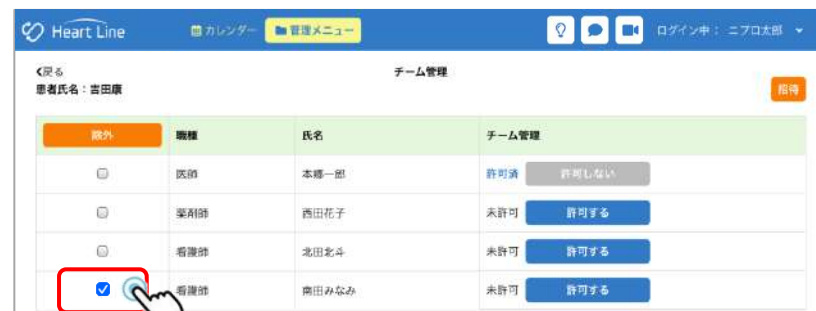 Heart Line カレンダー 管理メニュー ログイン中： ニプロ太郎
く戻る チーム管理
患者氏名：吉田康 招待
除外 職種 氏名 チーム管理
医師 本郷一郎 許可済 許可しない
薬剤師 西田花子 未許可 許可する
看護師 北田北斗 未許可 許可する
看護師 南田みなみ 未許可 許可する